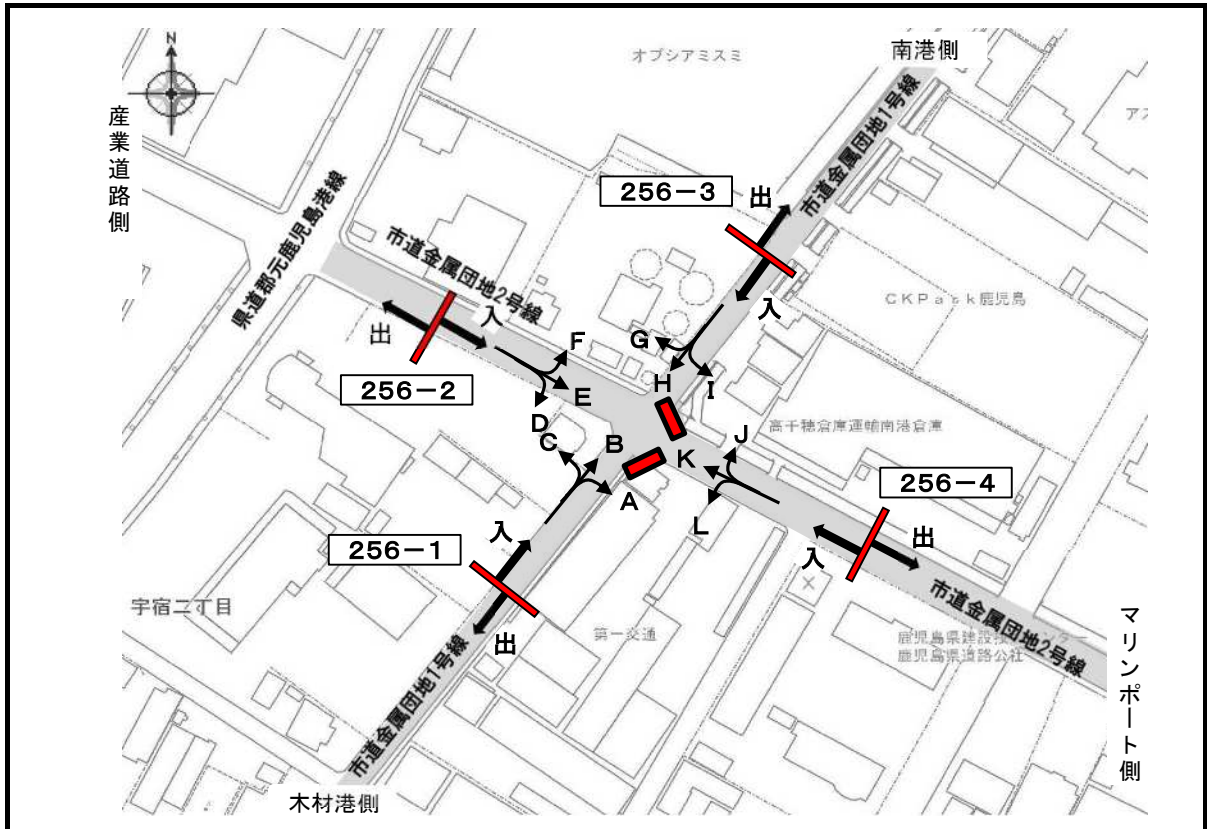 N
オプシアミスミ
南港側
産業道路側
市道金属団地1号線
256-3
出
県道郡元鹿児島港線
市道金属団地2号線
入
出
入
CKPark鹿児島
256-2
F
E
D
G
H
I
C
B
A
高千穂倉庫運輸南港倉庫
J
K
L
256-4
入
256-1
出
入
宇宿二丁目
出
第一交通
市道金属団地2号線
鹿児島県建設技
ンター
鹿児島県道路公社
マリンポート側
市道金属団地1号線
木材港側